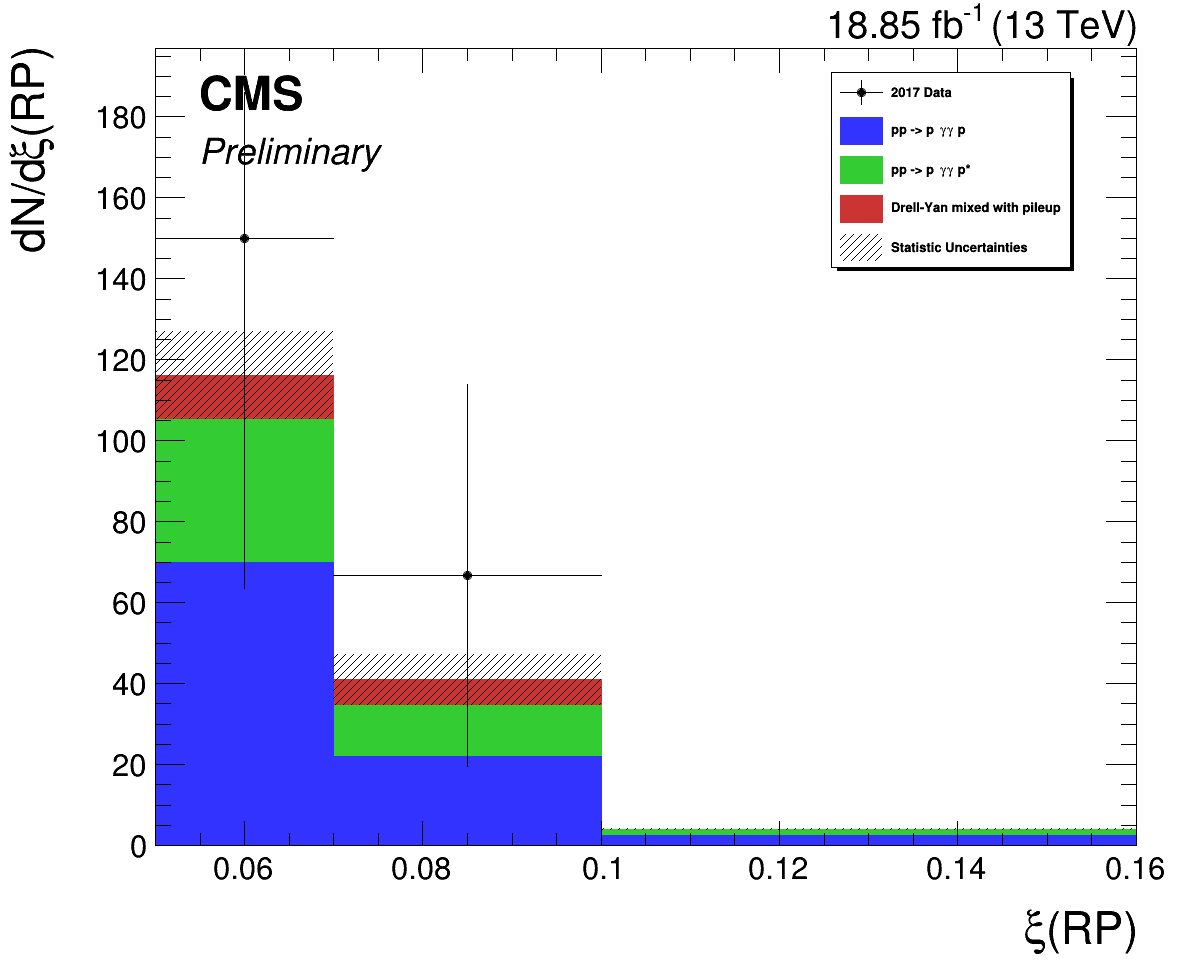 18.85 fb⁻¹ (13 TeV)
dN/dξ(RP)
CMS
Preliminary
2017 Data
pp -> p γγ p
pp -> p γγ p*
Drell-Yan mixed with pileup
Statistic Uncertainties
180
160
140
120
100
80
60
40
20
0
0.06 0.08 0.1 0.12 0.14 0.16
ξ(RP)